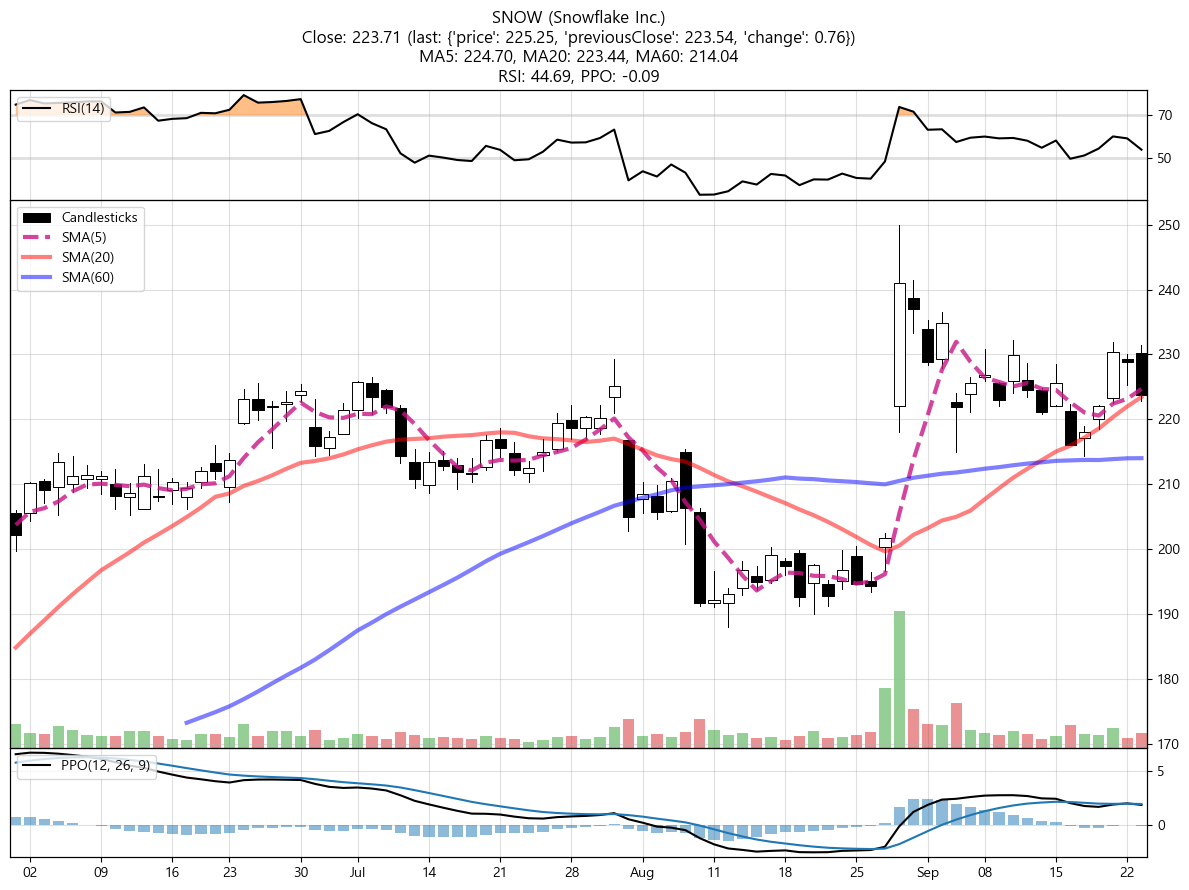 SNOW (Snowflake Inc.)
Close: 223.71 (last: {'price': 225.25, 'previousClose': 223.54, 'change': 0.76})
MA5: 224.70, MA20: 223.44, MA60: 214.04
RSI: 44.69, PPO: -0.09
RSI(14)
70
50
Candlesticks
SMA(5)
SMA(20)
SMA(60)
250
240
230
220
210
200
190
180
170
PPO(12, 26, 9)
5
0
02 09 16 23 Jul 14 21 28 Aug 11 18 25 Sep 08 15 22